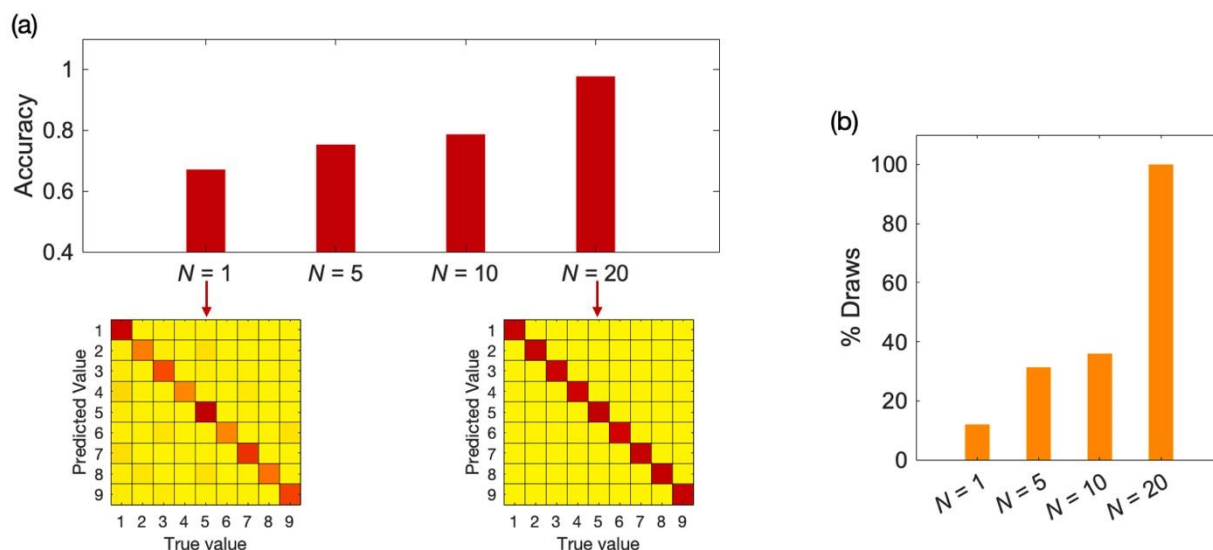 (a)
Accuracy
1
0.8
0.6
0.4
N = 1
N = 5
N = 10
N = 20
Predicted Value
1
2
3
4
5
6
7
8
9
1 2 3 4 5 6 7 8 9
True value
Predicted Value
1
2
3
4
5
6
7
8
9
1 2 3 4 5 6 7 8 9
True value
(b)
% Draws
100
80
60
40
20
0
N = 1
N = 5
N = 10
N = 20